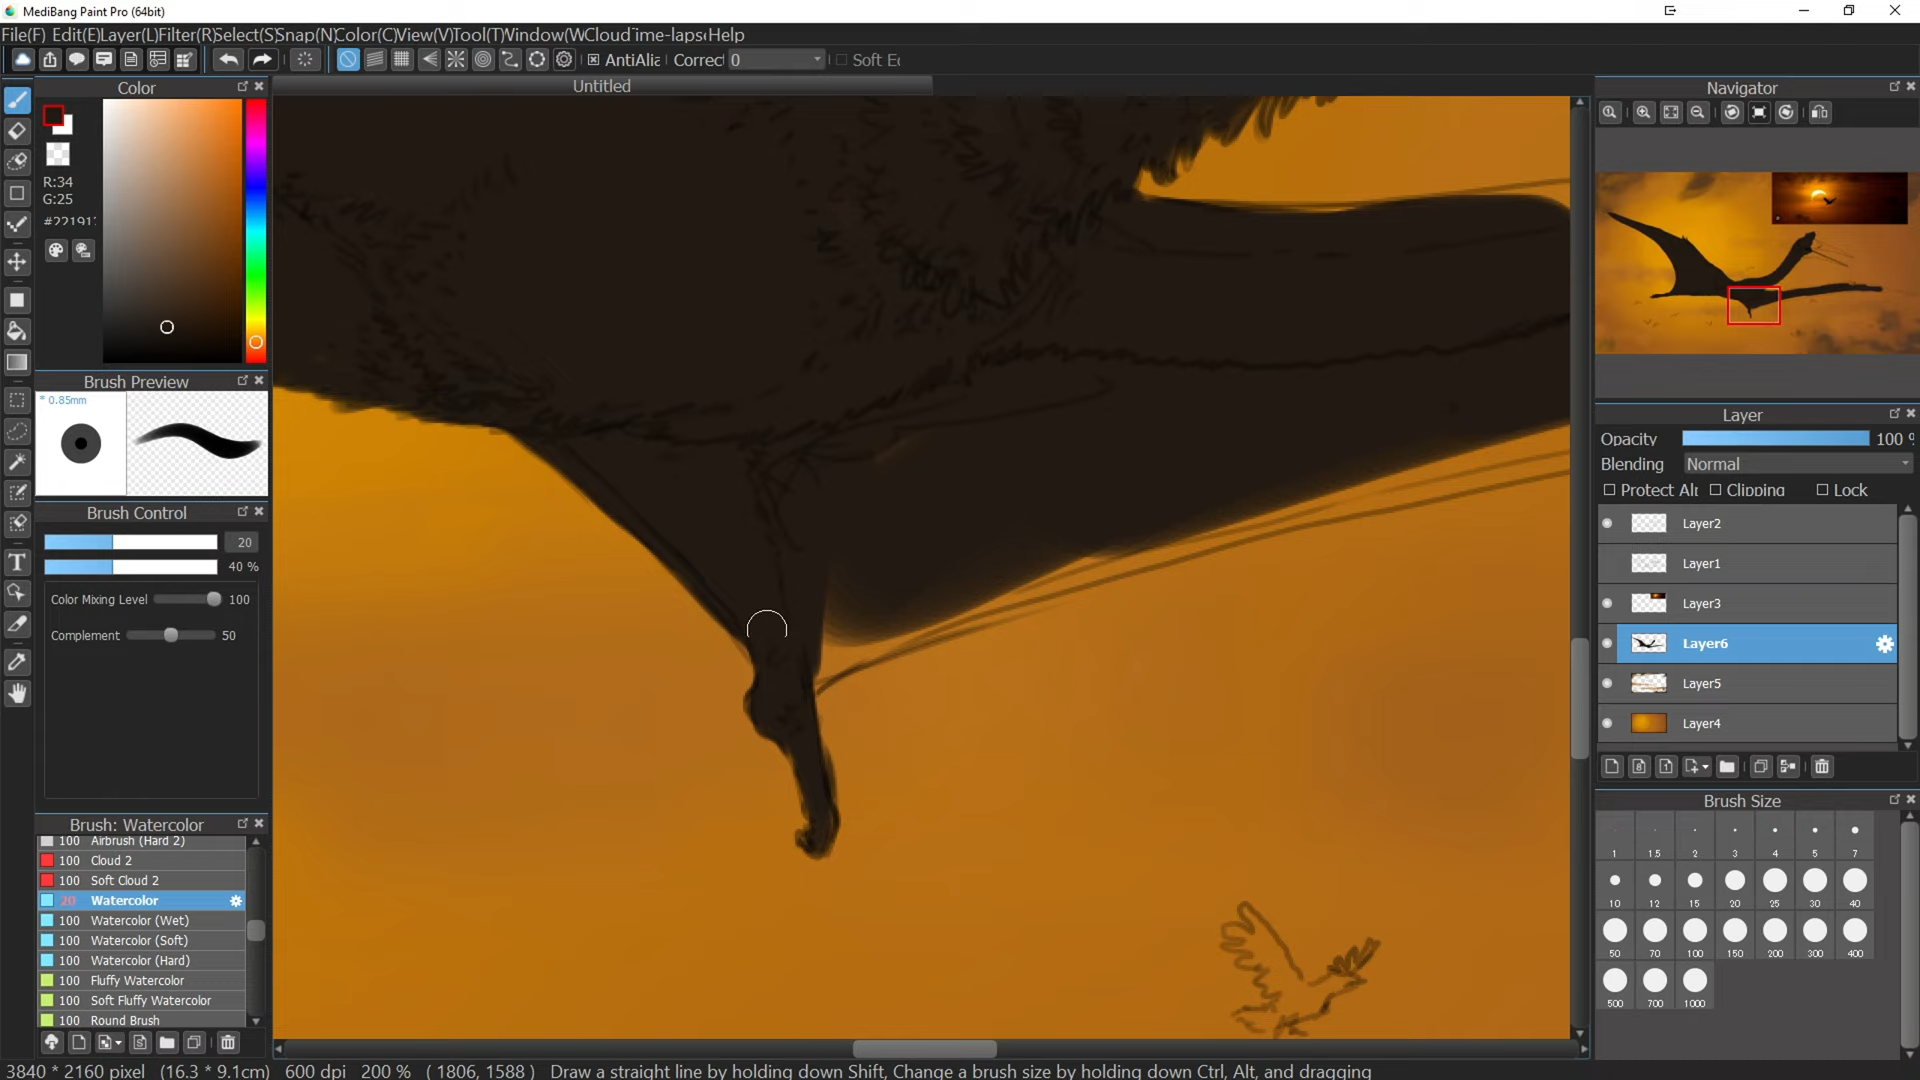 MediBang Paint Pro (64bit)
File(F) Edit(E)Layer(L)Filter(R)Select(S)Snap(N)Color(C)View(V)Tool(T)Window(WCloudTime-lapseHelp
AntiAlia Correct 0 Soft Ec
Color
Untitled
Navigator
R:34
G:25
#221917
Brush Preview
* 0.85mm
Layer
Opacity 100 %
Blending Normal
Protect Alp Clipping Lock
Brush Control
20
40 %
Color Mixing Level 100
Complement 50
Layer2
Layer1
Layer3
Layer6
Layer5
Layer4
Brush: Watercolor
100 Airbrush (Hard 2)
100 Cloud 2
100 Soft Cloud 2
20 Watercolor
100 Watercolor (Wet)
100 Watercolor (Soft)
100 Watercolor (Hard)
100 Fluffy Watercolor
100 Soft Fluffy Watercolor
100 Round Brush
Brush Size
1 1.5 2 3 4 5 7
10 12 15 20 25 30 40
50 70 100 150 200 300 400
500 700 1000
3840 * 2160 pixel (16.3 * 9.1cm) 600 dpi 200 % ( 1806, 1588 ) Draw a straight line by holding down Shift, Change a brush size by holding down Ctrl, Alt, and dragging